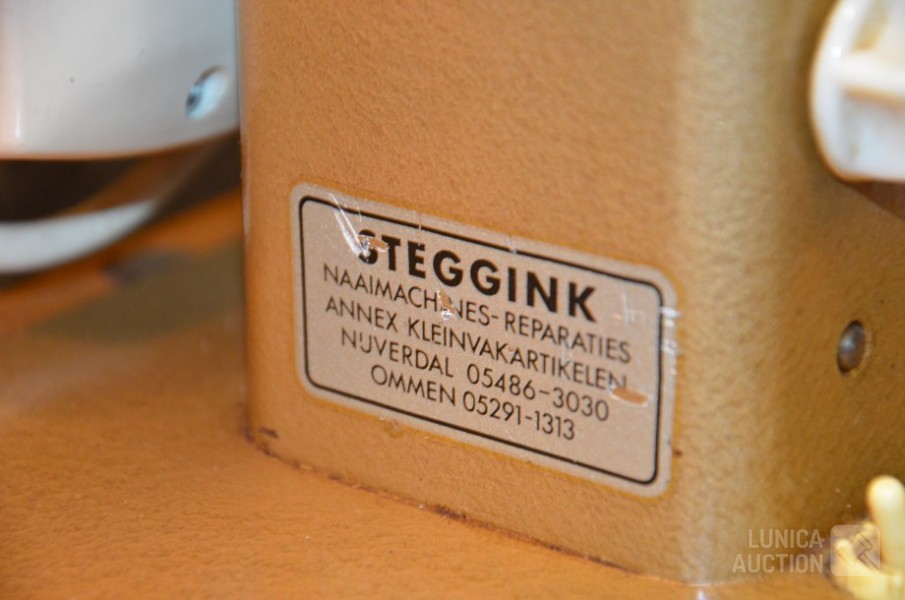 STEGGINK
NAAIMACHINES-REPARATIES
ANNEX KLEINVAKARTIKELEN
NIJVERDAL 05486-3030
OMMEN 05291-1313
LUNICA
AUCTION